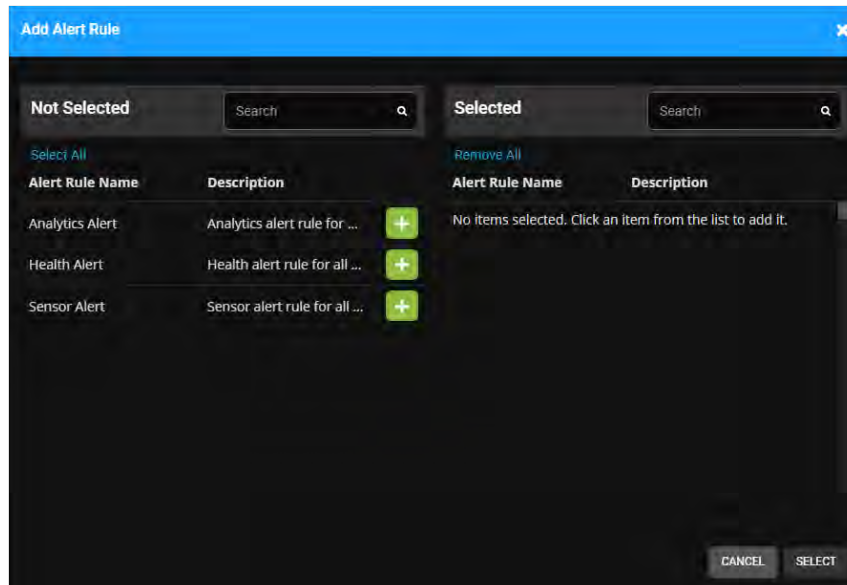 Add Alert Rule
Not Selected
Search
Select All
Alert Rule Name Description
Analytics Alert Analytics alert rule for ...
Health Alert Health alert rule for all ...
Sensor Alert Sensor alert rule for all ...
Selected
Search
Remove All
Alert Rule Name Description
No items selected. Click an item from the list to add it.
CANCEL SELECT